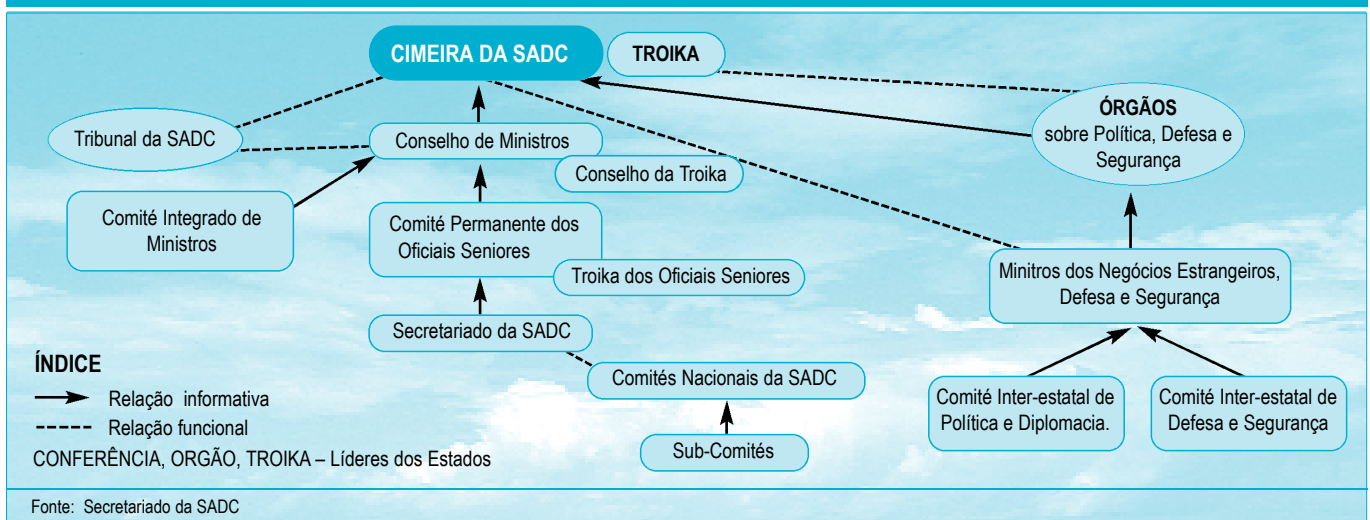 CIMEIRA DA SADC
TROIKA
ÓRGÃOS
sobre Política, Defesa e
Segurança
Tribunal da SADC
Conselho de Ministros
Conselho da Troika
Comité Integrado de
Ministros
Comité Permanente dos
Oficiais Seniores
Troika dos Oficiais Seniores
Minitros dos Negócios Estrangeiros,
Defesa e Segurança
Secretariado da SADC
Comités Nacionais da SADC
Sub-Comités
Comité Inter-estatal de
Política e Diplomacia.
Comité Inter-estatal de
Defesa e Segurança
ÍNDICE
Relação informativa
Relação funcional
CONFERÊNCIA, ORGÃO, TROIKA – Líderes dos Estados
Fonte: Secretariado da SADC